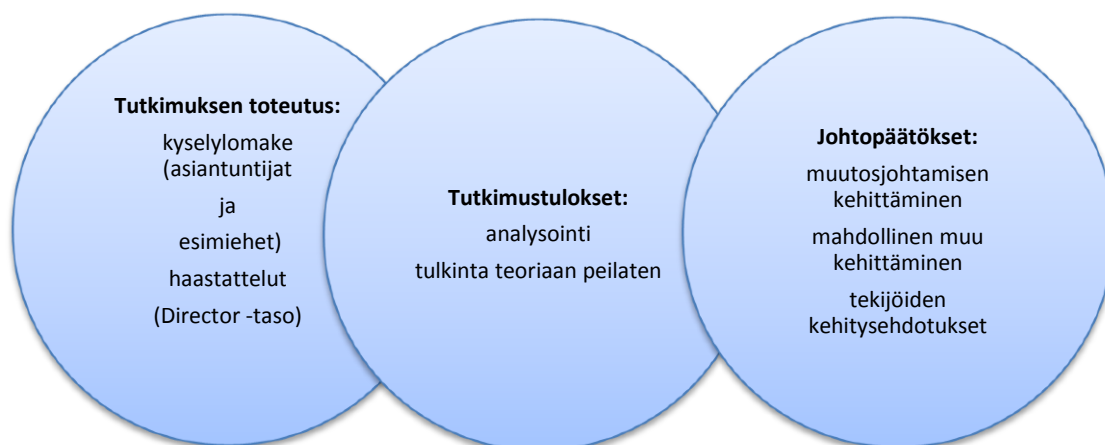 Tutkimuksen toteutus:
kyselylomake
(asiantuntijat
ja
esimiehet)
haastattelut
(Director -taso)
Tutkimustulokset:
analysointi
tulkinta teoriaan peilaten
Johtopäätökset:
muutosjohtamisen
kehittäminen
mahdollinen muu
kehittäminen
tekijöiden
kehitysehdotukset